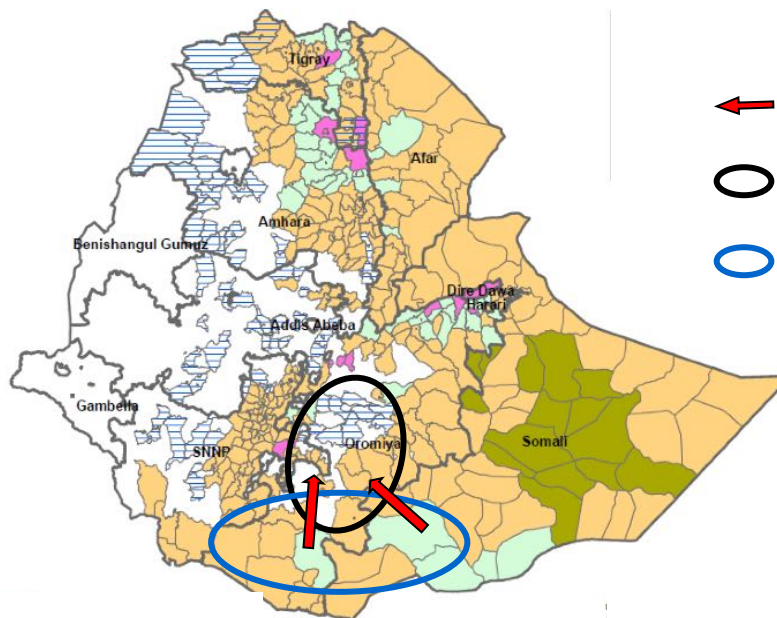 Tigray
Afar
Amhara
Benishangul Gumuz
Dire Dawa
Harari
Addis Ababa
Gambella
SNNP
Oromiya
Somali